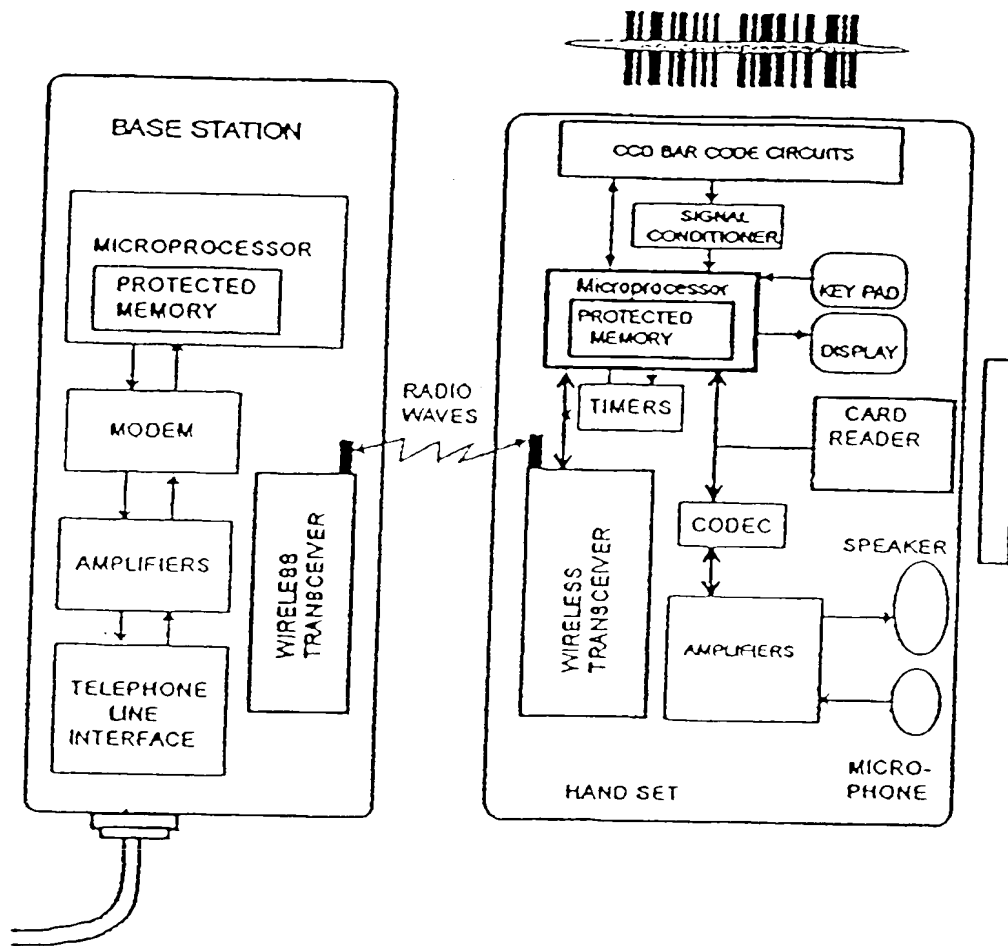 BASE STATION
MICROPROCESSOR
PROTECTED
MEMORY
MODEM
AMPLIFIERS
TELEPHONE
LINE
INTERFACE
WIRELESS
TRANSCEIVER
RADIO
WAVES
CCD BAR CODE CIRCUITS
SIGNAL
CONDITIONER
Microprocessor
PROTECTED
MEMORY
KEY PAD
DISPLAY
TIMERS
CARD
READER
CODEC
WIRELESS
TRANSCEIVER
AMPLIFIERS
SPEAKER
MICRO-
PHONE
HAND SET